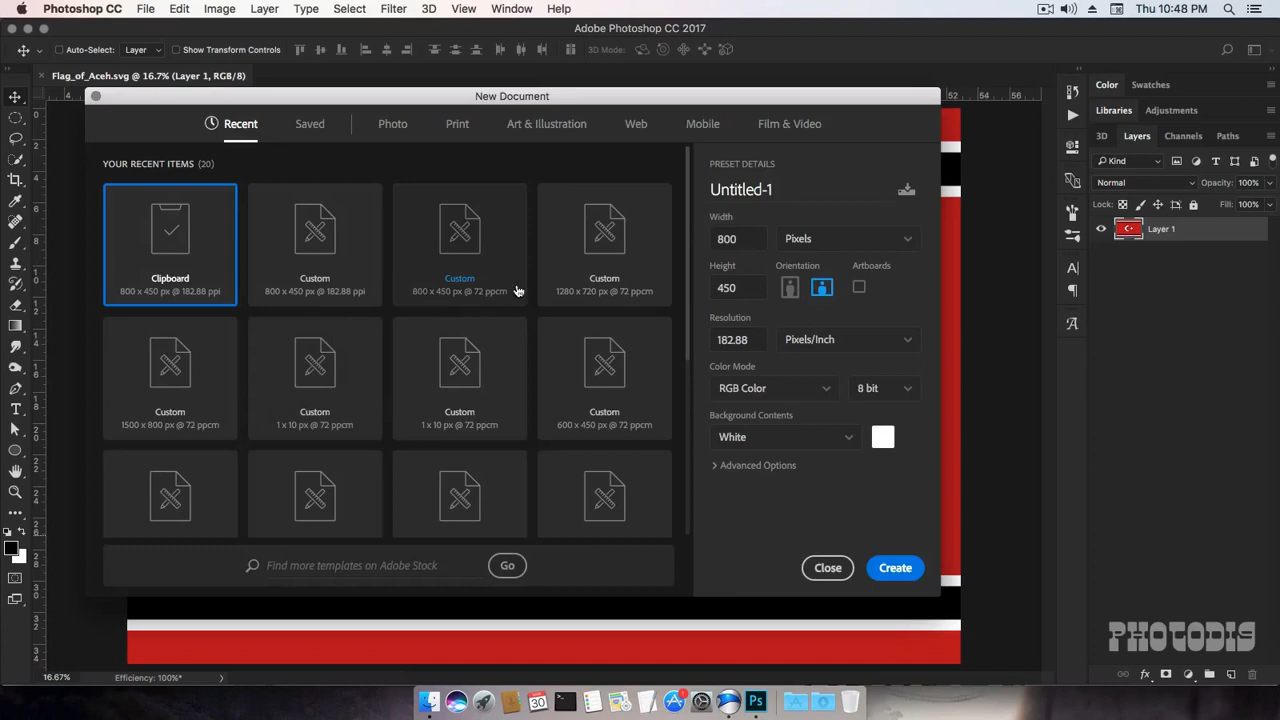 Photoshop CC File Edit Image Layer Type Select Filter 3D View Window Help Thu 10:48 PM
Adobe Photoshop CC 2017
Auto-Select: Layer Show Transform Controls 3D Mode:
Flag_of_Aceh.svg @ 16.7% (Layer 1, RGB/8)
New Document
Recent Saved Photo Print Art & Illustration Web Mobile Film & Video
YOUR RECENT ITEMS (20)
Clipboard
800 x 450 px @ 182.88 ppi
Custom
800 x 450 px @ 182.88 ppi
Custom
800 x 450 px @ 72 ppcm
Custom
1280 x 720 px @ 72 ppcm
Custom
1500 x 800 px @ 72 ppcm
Custom
1 x 10 px @ 72 ppcm
Custom
1 x 10 px @ 72 ppcm
Custom
600 x 450 px @ 72 ppcm
Find more templates on Adobe Stock
Go
PRESET DETAILS
Untitled-1
Width
800 Pixels
Height Orientation Artboards
450
Resolution
182.88 Pixels/Inch
Color Mode
RGB Color 8 bit
Background Contents
White
Advanced Options
Close Create
Color Swatches
Libraries Adjustments
3D Layers Channels Paths
Kind
Normal Opacity: 100%
Lock: Fill: 100%
Layer 1
PHOTODIG
16.67% Efficiency: 100%*
30
Ps